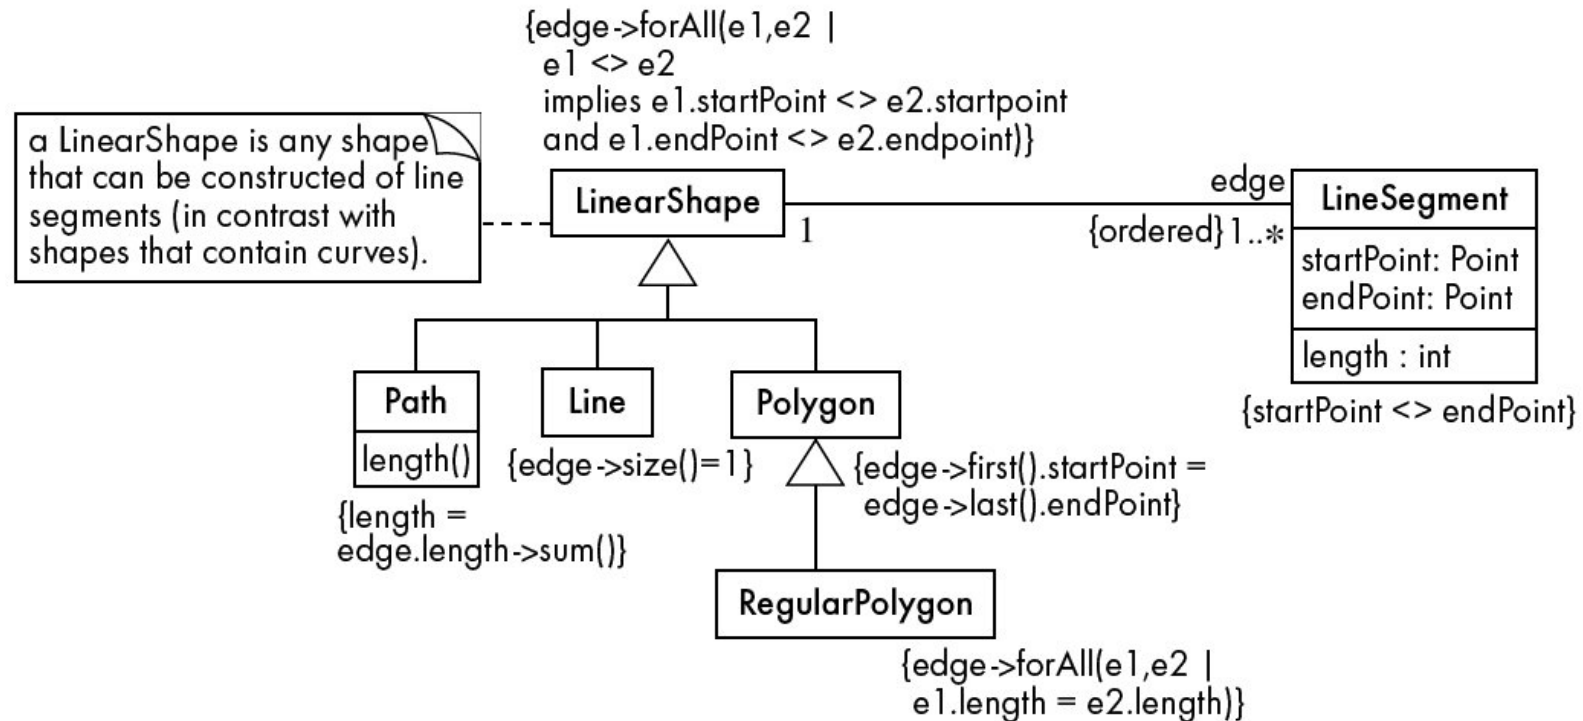 {edge->forAll(e1,e2 |
e1 <> e2
implies e1.startPoint <> e2.startpoint
and e1.endPoint <> e2.endpoint)}
a LinearShape is any shape
that can be constructed of line
segments (in contrast with
shapes that contain curves).
LinearShape
1
edge
{ordered}1..*
LineSegment
startPoint: Point
endPoint: Point
length : int
{startPoint <> endPoint}
Path
length()
{length =
edge.length->sum()}
Line
{edge->size()=1}
Polygon
{edge->first().startPoint =
edge->last().endPoint}
RegularPolygon
{edge->forAll(e1,e2 |
e1.length = e2.length)}